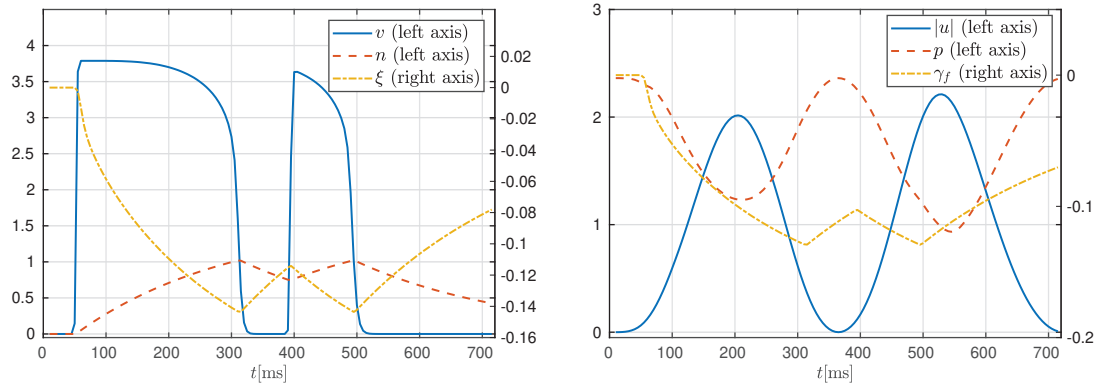 v (left axis)
n (left axis)
ξ (right axis)
4
3.5
3
2.5
2
1.5
1
0.5
0
0.02
0
-0.02
-0.04
-0.06
-0.08
-0.1
-0.12
-0.14
-0.16
0 100 200 300 400 500 600 700
t[ms]
|u| (left axis)
p (left axis)
γ_f (right axis)
3
2
1
0
0
-0.1
-0.2
0 100 200 300 400 500 600 700
t[ms]